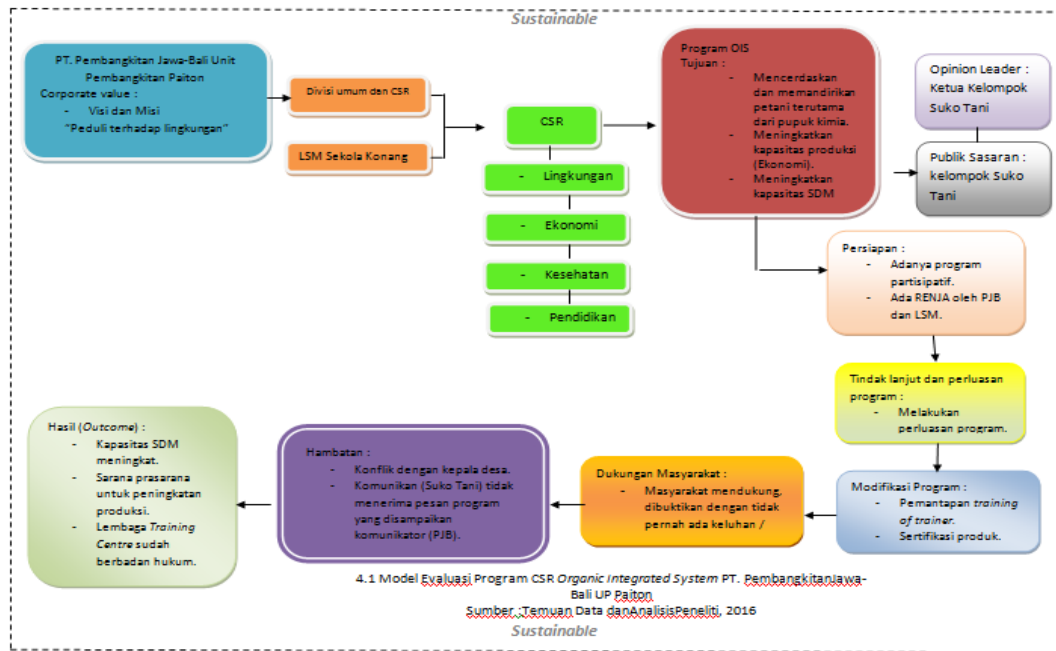 Sustainable
PT. Pembangkitan Jawa-Bali Unit
Pembangkitan Paiton
Corporate value :
- Visi dan Misi
"Peduli terhadap lingkungan"
Divisi umum dan CSR
LSM Sekola Konang
CSR
- Lingkungan
- Ekonomi
- Kesehatan
- Pendidikan
Program OIS
Tujuan :
- Mencerdaskan
dan memandirikan
petani terutama
dari pupuk kimia.
- Meningkatkan
kapasitas produksi
(Ekonomi).
- Meningkatkan
kapasitas SDM
Opinion Leader :
Ketua Kelompok
Suko Tani
Publik Sasaran :
kelompok Suko
Tani
Persiapan :
- Adanya program
partisipatif.
- Ada RENJA oleh PJB
dan LSM.
Tindak lanjut dan perluasan
program :
- Melakukan
perluasan program.
Modifikasi Program :
- Pemantapan training
of trainer.
- Sertifikasi produk.
Dukungan Masyarakat :
- Masyarakat mendukung,
dibuktikan dengan tidak
pernah ada keluhan /
Hambatan :
- Konflik dengan kepala desa.
- Komunikan (Suko Tani) tidak
menerima pesan program
yang disampaikan
komunikator (PJB).
Hasil (Outcome) :
- Kapasitas SDM
meningkat.
- Sarana prasarana
untuk peningkatan
produksi.
- Lembaga Training
Centre sudah
berbadan hukum.
4.1 Model Evaluasi Program CSR Organic Integrated System PT. PembangkitanJawa-
Bali UP Paiton
Sumber ;Temuan Data danAnalisisPeneliti, 2016
Sustainable